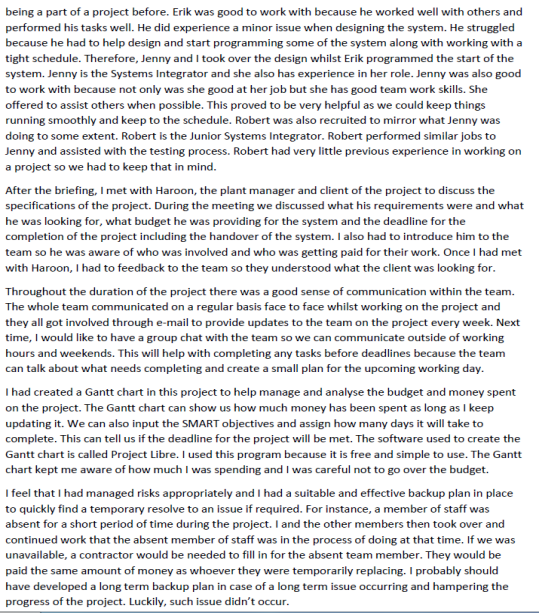 being a part of a project before. Erik was good to work with because he worked well with others and
performed his tasks well. He did experience a minor issue when designing the system. He struggled
because he had to help design and start programming some of the system along with working with a
tight schedule. Therefore, Jenny and I took over the design whilst Erik programmed the start of the
system. Jenny is the Systems Integrator and she also has experience in her role. Jenny was also good
to work with because not only was she good at her job but she has good team work skills. She
offered to assist others when possible. This proved to be very helpful as we could keep things
running smoothly and keep to the schedule. Robert was also recruited to mirror what Jenny was
doing to some extent. Robert is the Junior Systems Integrator. Robert performed similar jobs to
Jenny and assisted with the testing process. Robert had very little previous experience in working on
a project so we had to keep that in mind.
After the briefing, I met with Haroon, the plant manager and client of the project to discuss the
specifications of the project. During the meeting we discussed what his requirements were and what
he was looking for, what budget he was providing for the system and the deadline for the
completion of the project including the handover of the system. I also had to introduce him to the
team so he was aware of who was involved and who was getting paid for their work. Once I had met
with Haroon, I had to feedback to the team so they understood what the client was looking for.
Throughout the duration of the project there was a good sense of communication within the team.
The whole team communicated on a regular basis face to face whilst working on the project and
they all got involved through e-mail to provide updates to the team on the project every week. Next
time, I would like to have a group chat with the team so we can communicate outside of working
hours and weekends. This will help with completing any tasks before deadlines because the team
can talk about what needs completing and create a small plan for the upcoming working day.
I had created a Gantt chart in this project to help manage and analyse the budget and money spent
on the project. The Gantt chart can show us how much money has been spent as long as I keep
updating it. We can also input the SMART objectives and assign how many days it will take to
complete. This can tell us if the deadline for the project will be met. The software used to create the
Gantt chart is called Project Libre. I used this program because it is free and simple to use. The Gantt
chart kept me aware of how much I was spending and I was careful not to go over the budget.
I feel that I had managed risks appropriately and I had a suitable and effective backup plan in place
to quickly find a temporary resolve to an issue if required. For instance, a member of staff was
absent for a short period of time during the project. I and the other members then took over and
continued work that the absent member of staff was in the process of doing at that time. If we was
unavailable, a contractor would be needed to fill in for the absent team member. They would be
paid the same amount of money as whoever they were temporarily replacing. I probably should
have developed a long term backup plan in case of a long term issue occurring and hampering the
progress of the project. Luckily, such issue didn't occur.